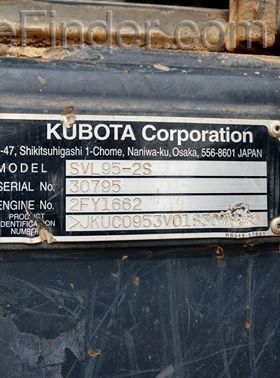 eFinder.com
KUBOTA Corporation
-47, Shikitsuhigashi 1-Chome, Naniwa-ku, Osaka, 556-8601 JAPAN
MODEL SVL95-2S
SERIAL No. 30795
ENGINE No. 2FY1662
PRODUCT
IDENTIFICATION
NUMBER